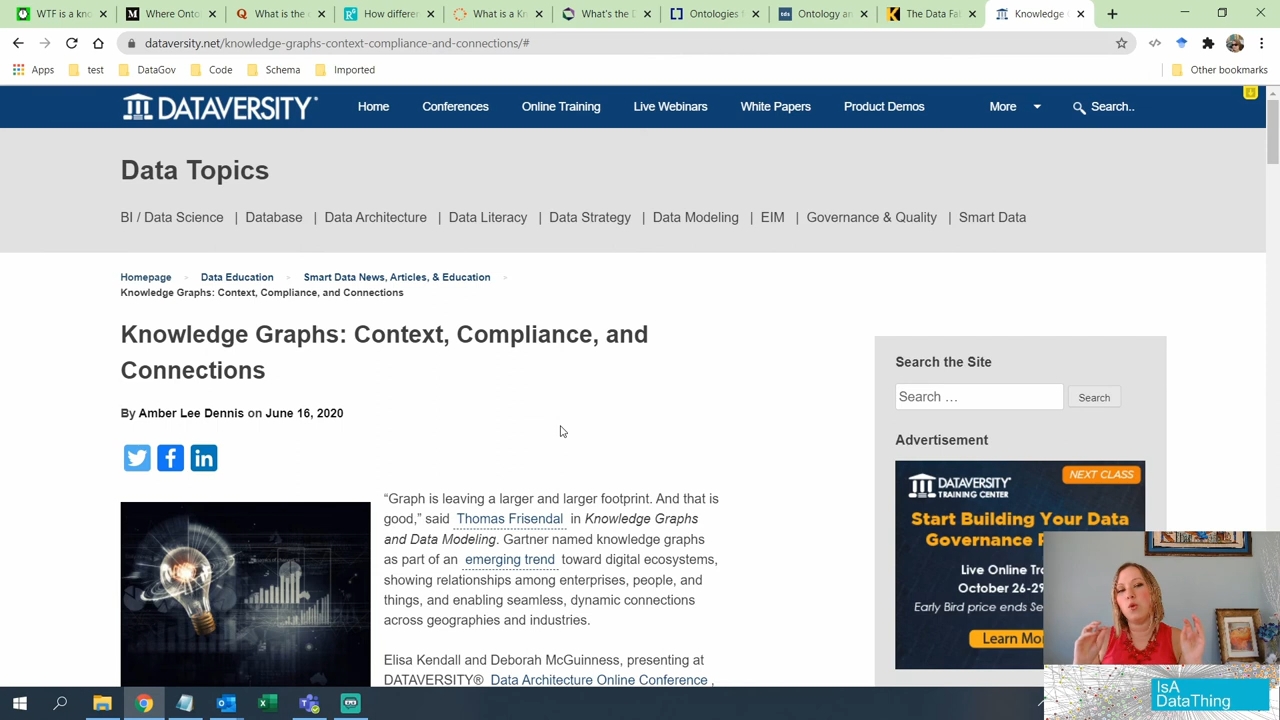 WTF is a kn
Where Onto
What is the d
How differen
What is a Kn
What's the D
Ontologies f
Ontology an
The Data Fa
Knowledge
dataversity.net/knowledge-graphs-context-compliance-and-connections/#
Apps test DataGov Code Schema Imported Other bookmarks
DATAVERSITY Home Conferences Online Training Live Webinars White Papers Product Demos More Search..
Data Topics
BI / Data Science | Database | Data Architecture | Data Literacy | Data Strategy | Data Modeling | EIM | Governance & Quality | Smart Data
Homepage Data Education Smart Data News, Articles, & Education
Knowledge Graphs: Context, Compliance, and Connections
Knowledge Graphs: Context, Compliance, and
Connections
By Amber Lee Dennis on June 16, 2020
“Graph is leaving a larger and larger footprint. And that is
good,” said Thomas Frisendal in Knowledge Graphs
and Data Modeling. Gartner named knowledge graphs
as part of an emerging trend toward digital ecosystems,
showing relationships among enterprises, people, and
things, and enabling seamless, dynamic connections
across geographies and industries.
Elisa Kendall and Deborah McGuinness, presenting at
DATAVERSITY® Data Architecture Online Conference ,
Search the Site
Search …
Search
Advertisement
NEXT CLASS
DATAVERSITY
TRAINING CENTER
Start Building Your Data
Governance P
Live Online Tra
October 26-29
Early Bird price ends Se
Learn Mo
IsA
DataThing